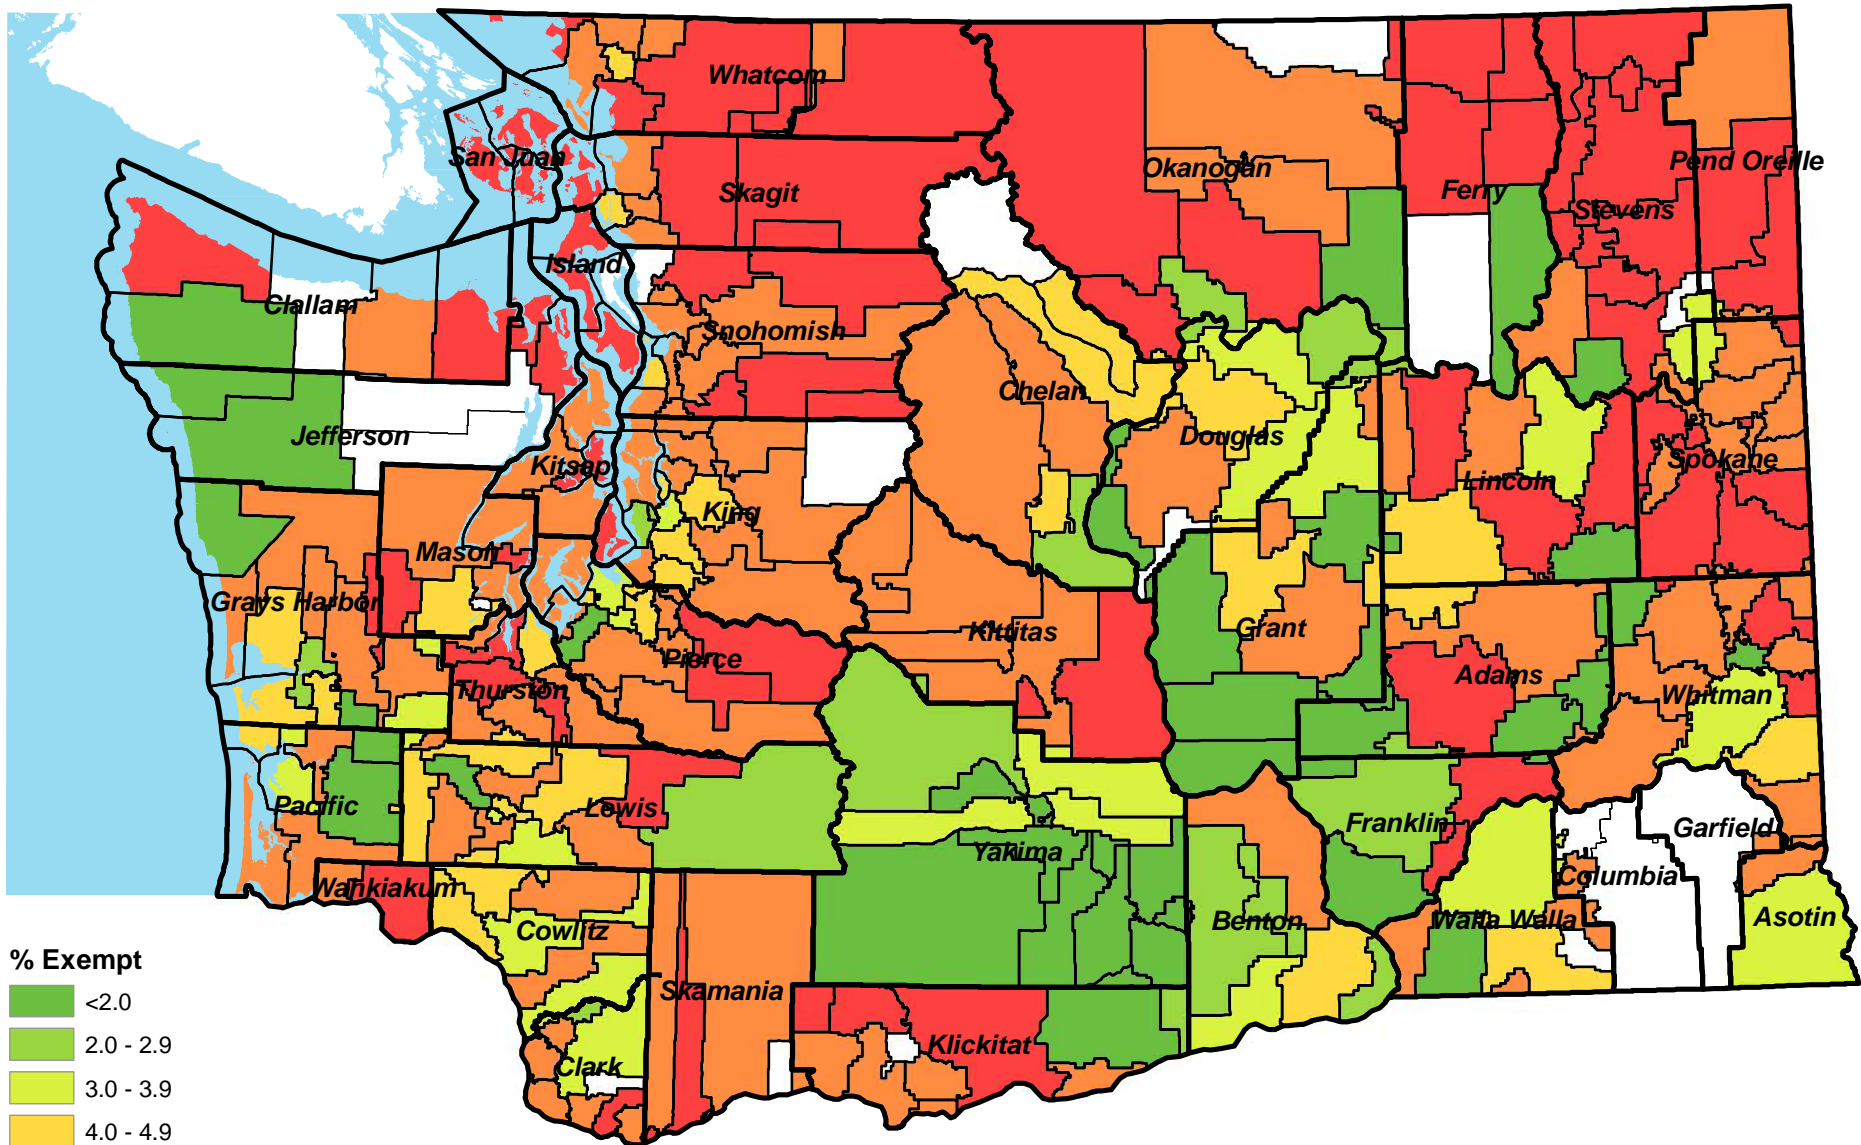 Whatcom
San Juan
Skagit
Okanogan
Ferry
Stevens
Pend Oreille
Island
Clallam
Snohomish
Chelan
Jefferson
Douglas
Kitsap
King
Lincoln
Spokane
Mason
Grays Harbor
Kittitas
Grant
Pierce
Adams
Thurston
Whitman
Pacific
Lewis
Franklin
Garfield
Yakima
Columbia
Wahkiakum
Cowlitz
Benton
Walla Walla
Asotin
Skamania
Klickitat
Clark
% Exempt
<2.0
2.0 - 2.9
3.0 - 3.9
4.0 - 4.9